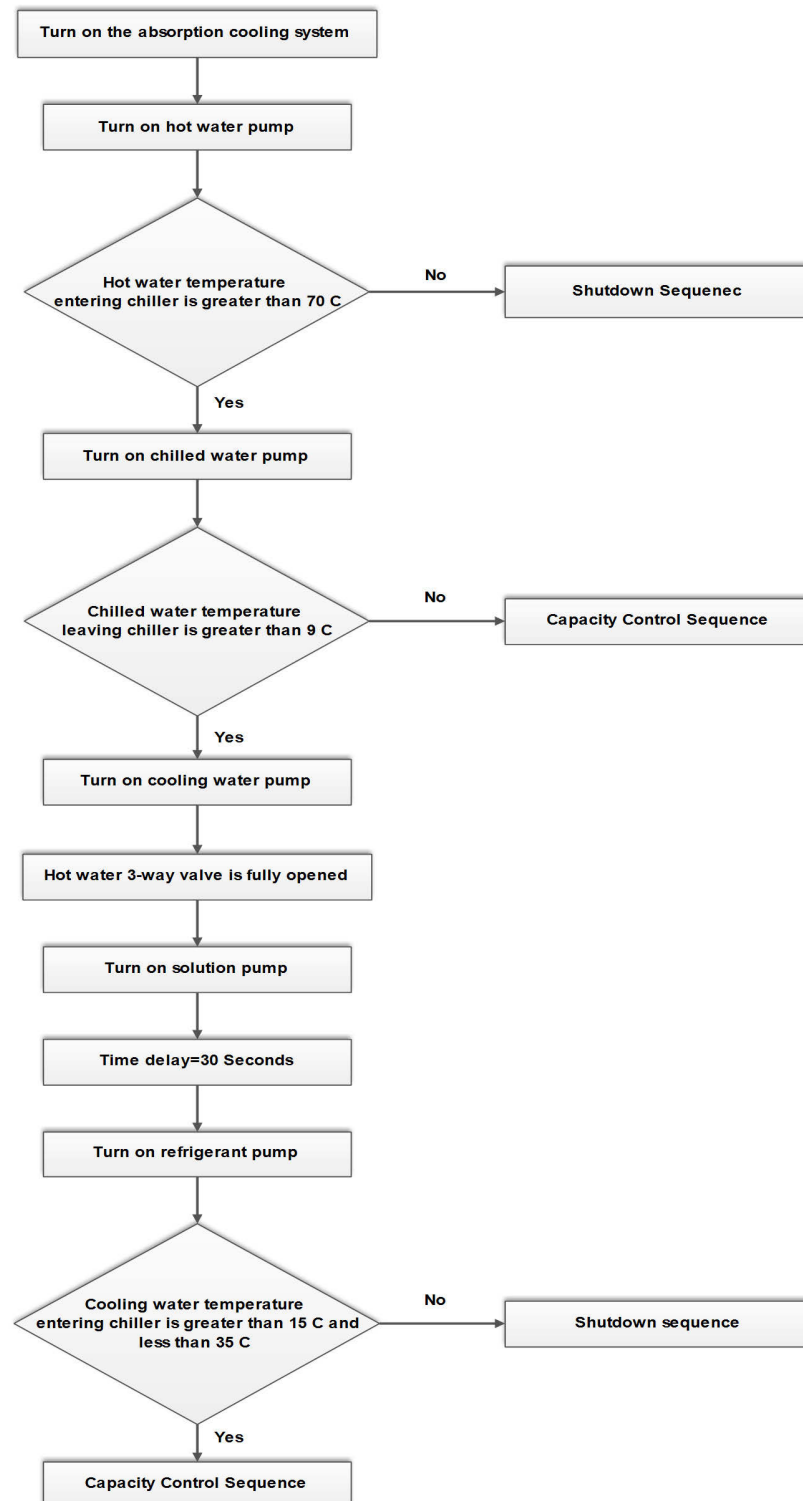 Turn on the absorption cooling system
Turn on hot water pump
Hot water temperature
entering chiller is greater than 70 C
No
Shutdown Sequenec
Yes
Turn on chilled water pump
Chilled water temperature
leaving chiller is greater than 9 C
No
Capacity Control Sequence
Yes
Turn on cooling water pump
Hot water 3-way valve is fully opened
Turn on solution pump
Time delay=30 Seconds
Turn on refrigerant pump
Cooling water temperature
entering chiller is greater than 15 C and
less than 35 C
No
Shutdown sequence
Yes
Capacity Control Sequence